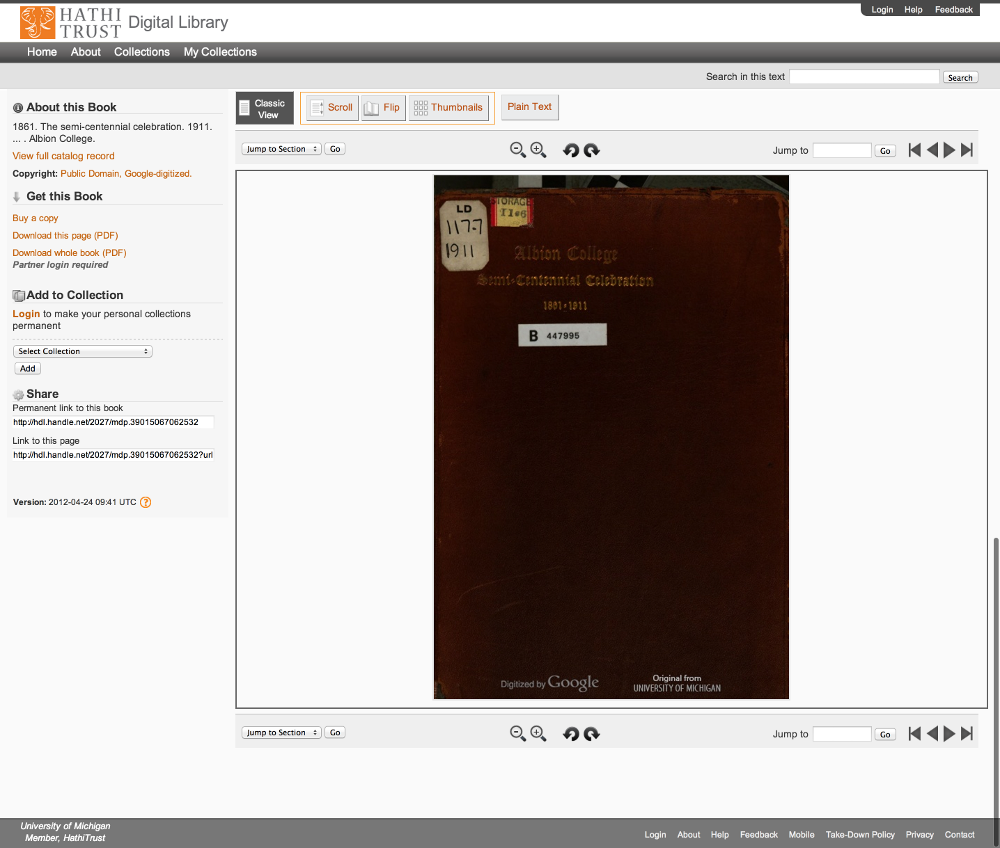 Login Help Feedback
HATHI TRUST Digital Library
Home About Collections My Collections
Search in this text Search
About this Book
1861. The semi-centennial celebration. 1911.
... . Albion College.
View full catalog record
Copyright: Public Domain, Google-digitized.
Get this Book
Buy a copy
Download this page (PDF)
Download whole book (PDF)
Partner login required
Add to Collection
Login to make your personal collections
permanent
Select Collection
Add
Share
Permanent link to this book
http://hdl.handle.net/2027/mdp.39015067062532
Link to this page
http://hdl.handle.net/2027/mdp.39015067062532?url
Version: 2012-04-24 09:41 UTC ?
Classic View Scroll Flip Thumbnails Plain Text
Jump to Section Go Jump to Go
STORAGE
11.6
LD
1177
1911
Albion College
Semi-Centennial Celebration
1861-1911
B 447995
Digitized by Google
Original from
UNIVERSITY OF MICHIGAN
Jump to Section Go Jump to Go
University of Michigan
Member, HathiTrust
Login About Help Feedback Mobile Take-Down Policy Privacy Contact